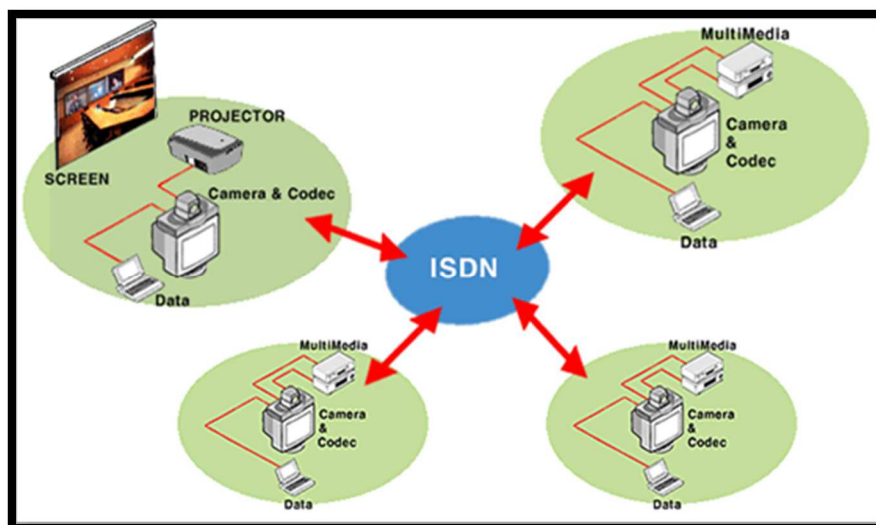 PROJECTOR
SCREEN
Camera & Codec
Data
MultiMedia
Camera
&
Codec
Data
ISDN
MultiMedia
Camera
&
Codec
Data
MultiMedia
Camera
&
Codec
Data